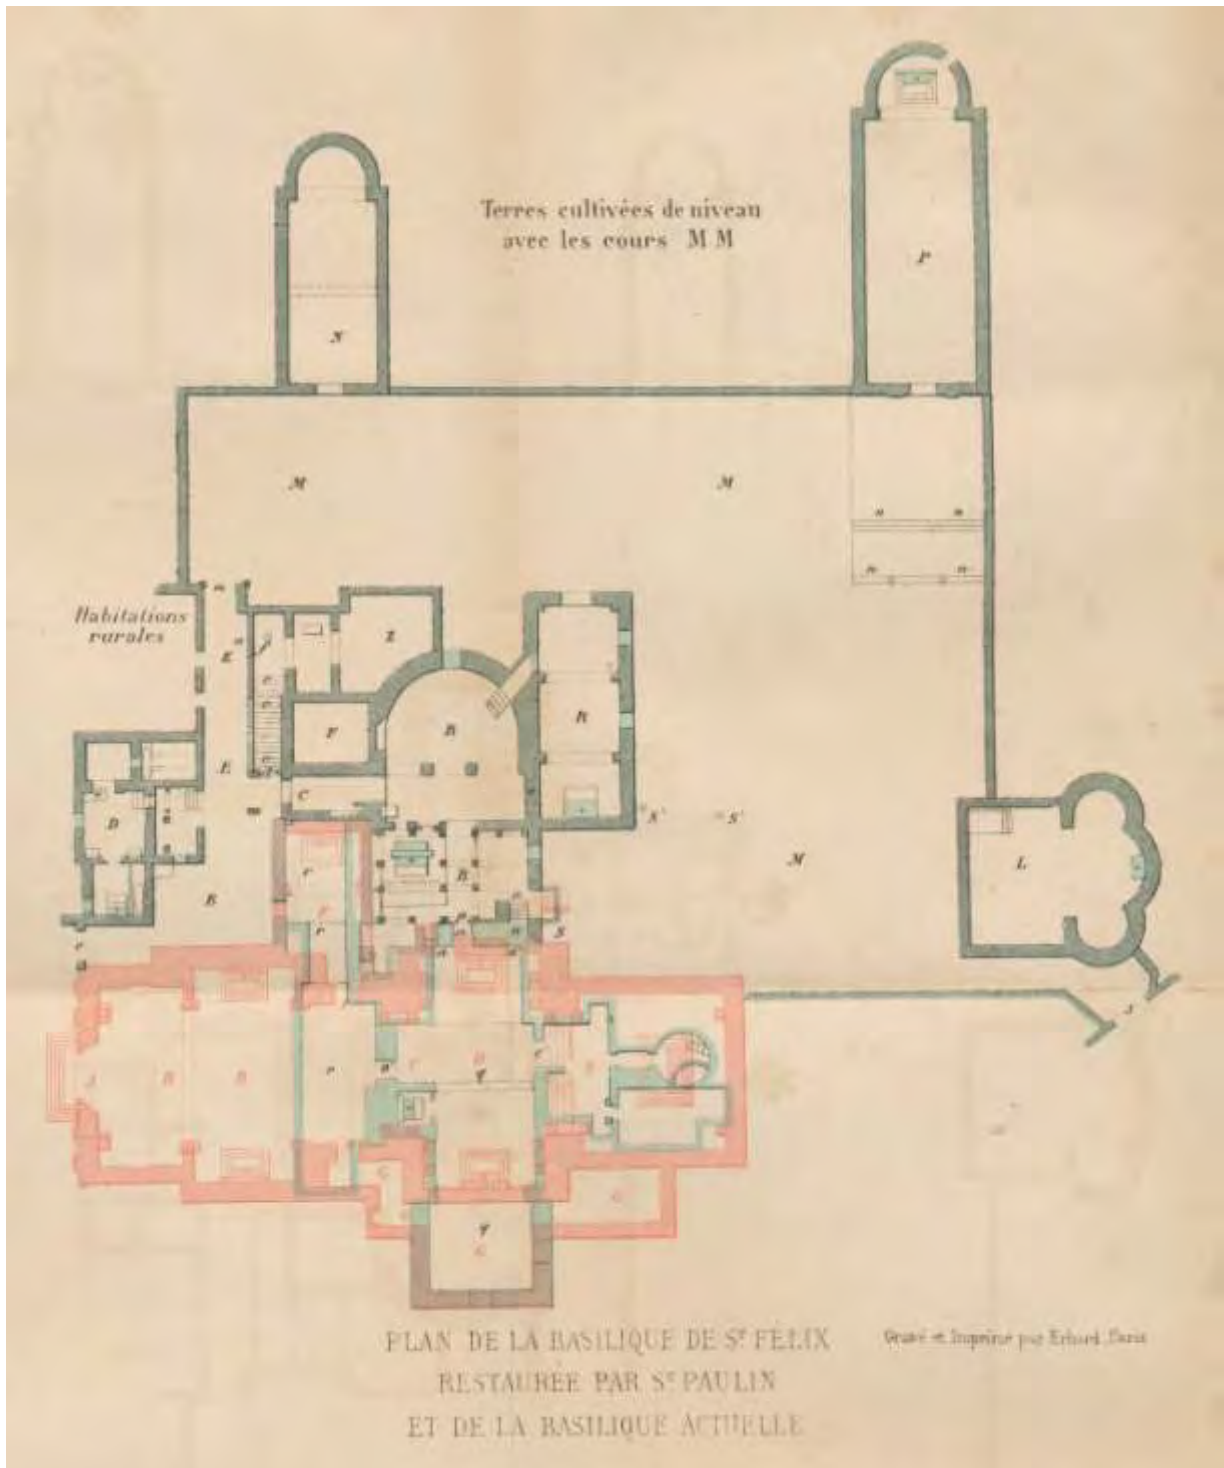 Terres cultivées de niveau
avec les cours M M
P
N
M
M
n
n
n
n
m
Habitations
rurales
E
Z
F
B
R
E
C
m
D
S'
S'
M
L
B
E
S
J
G
G
q
G
PLAN DE LA BASILIQUE DE St FÉLIX
RESTAURÉE PAR St PAULIN
ET DE LA BASILIQUE ACTUELLE
Gravé et Imprimé par Erhard, Paris